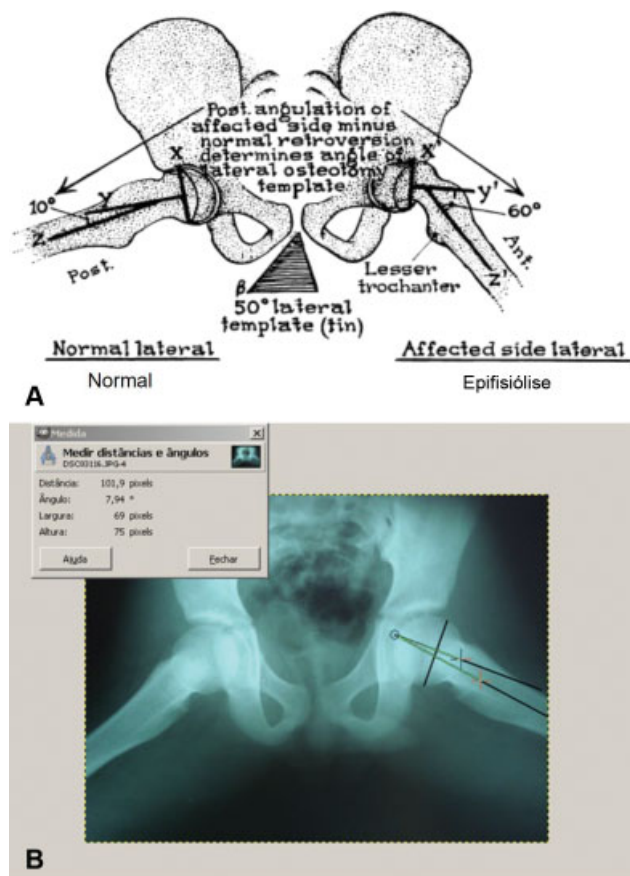 Post. angulation of
affected side minus
normal retroversion
determines angle of
lateral osteotomy
template
X
X'
Y
y'
10°
60°
Z
z'
Post.
Ant.
Lesser
trochanter
β
50° lateral
template (tin)
Normal lateral
Affected side lateral
Normal
Epifisiólise
A
Medida
Medir distâncias e ângulos
DSC03116.JPG-4
Distância: 101,9 pixels
Ângulo: 7,94 °
Largura: 69 pixels
Altura: 75 pixels
Ajuda
Fechar
B